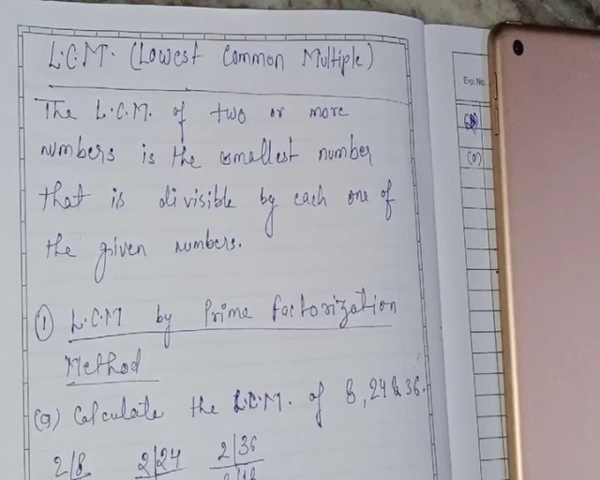 L.C.M. (Lowest Common Multiple)
The L.C.M. of two or more
numbers is the smallest number
that is divisible by each one of
the given numbers.
① L.C.M by Prime factorization
Method
(a) Calculate the L.C.M. of 8, 24 & 36.
2|8 2|24 2|36
Exp. No.